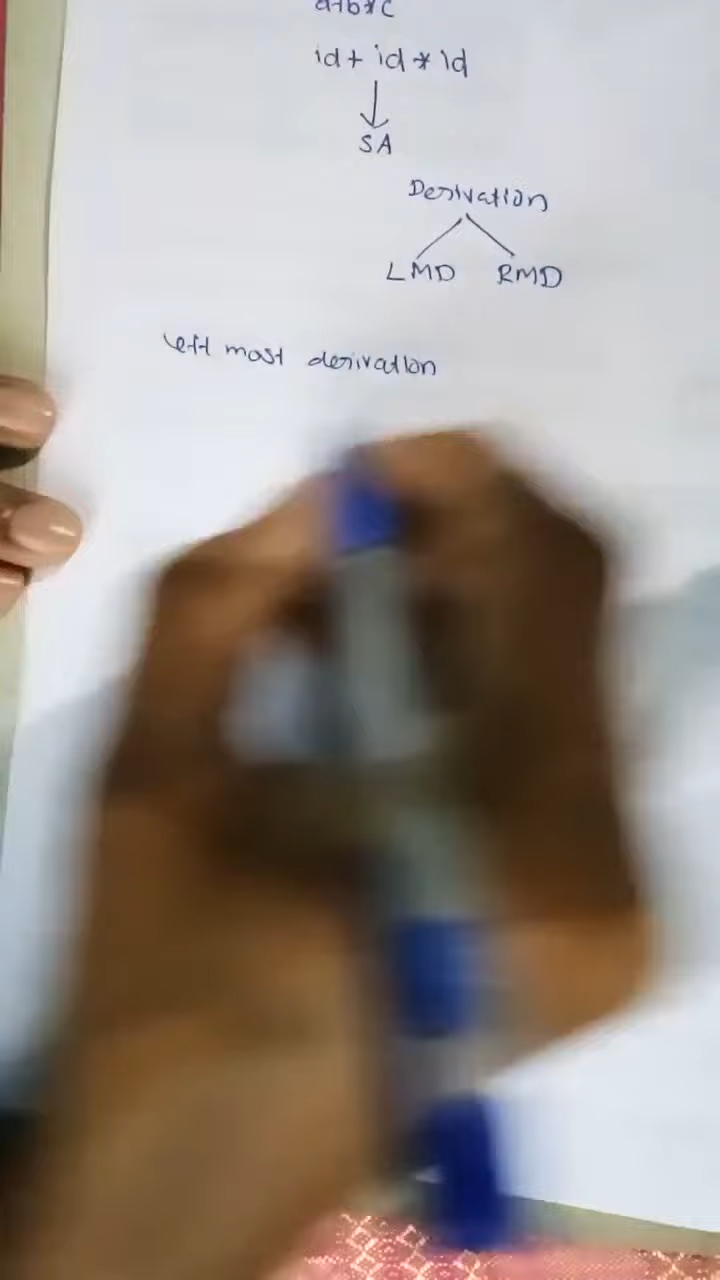 a+b*c
id + id * id
SA
Derivation
LMD RMD
left most derivation